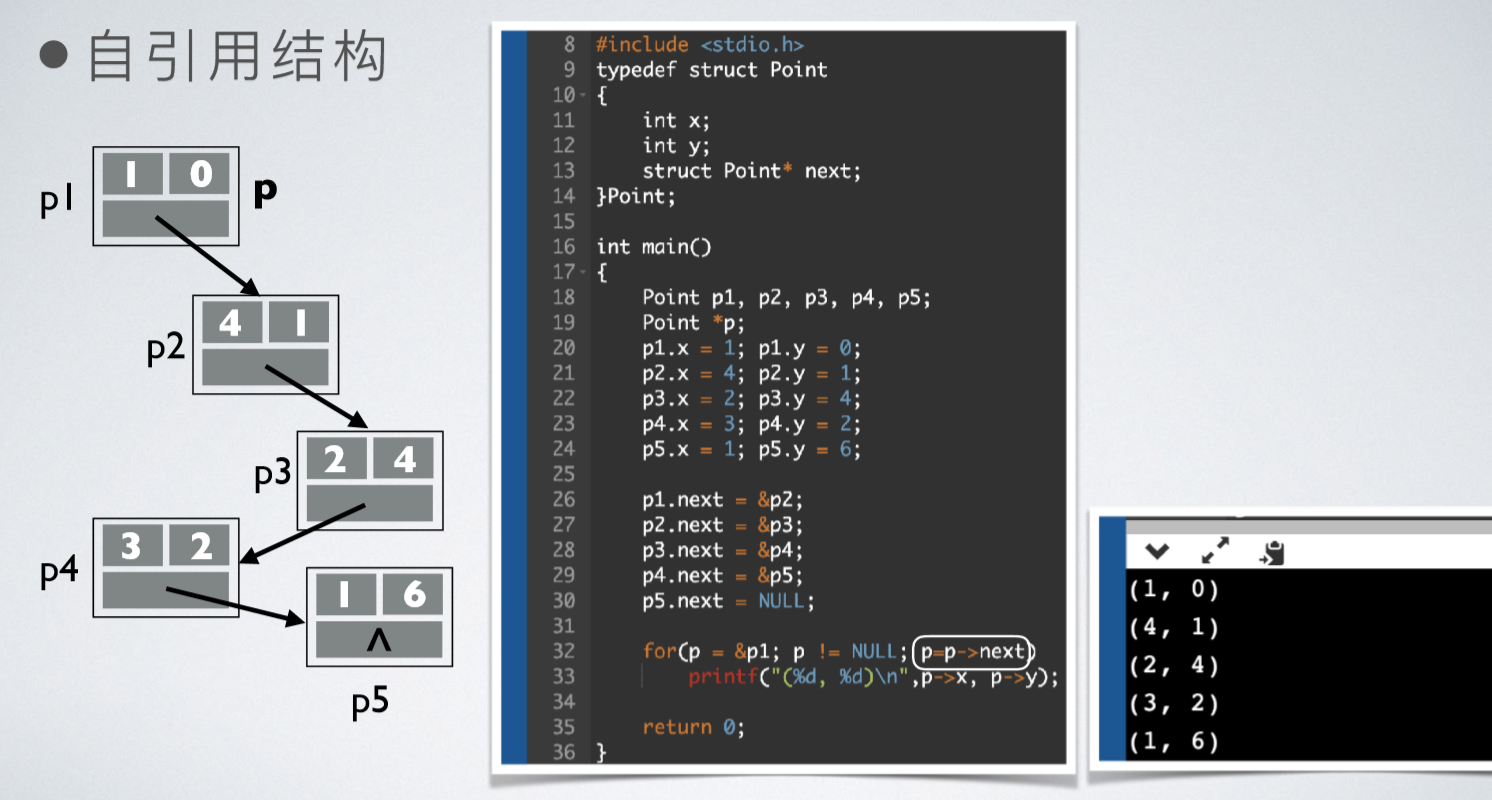 ● 自引用结构
p1
1 0
p
p2
4 1
p3
2 4
p4
3 2
1 6
^
p5
8 #include <stdio.h>
9 typedef struct Point
10 {
11     int x;
12     int y;
13     struct Point* next;
14 }Point;
15
16 int main()
17 {
18     Point p1, p2, p3, p4, p5;
19     Point *p;
20     p1.x = 1; p1.y = 0;
21     p2.x = 4; p2.y = 1;
22     p3.x = 2; p3.y = 4;
23     p4.x = 3; p4.y = 2;
24     p5.x = 1; p5.y = 6;
25
26     p1.next = &p2;
27     p2.next = &p3;
28     p3.next = &p4;
29     p4.next = &p5;
30     p5.next = NULL;
31
32     for(p = &p1; p != NULL; p=p->next)
33         printf("(%d, %d)\n",p->x, p->y);
34
35     return 0;
36 }
(1, 0)
(4, 1)
(2, 4)
(3, 2)
(1, 6)